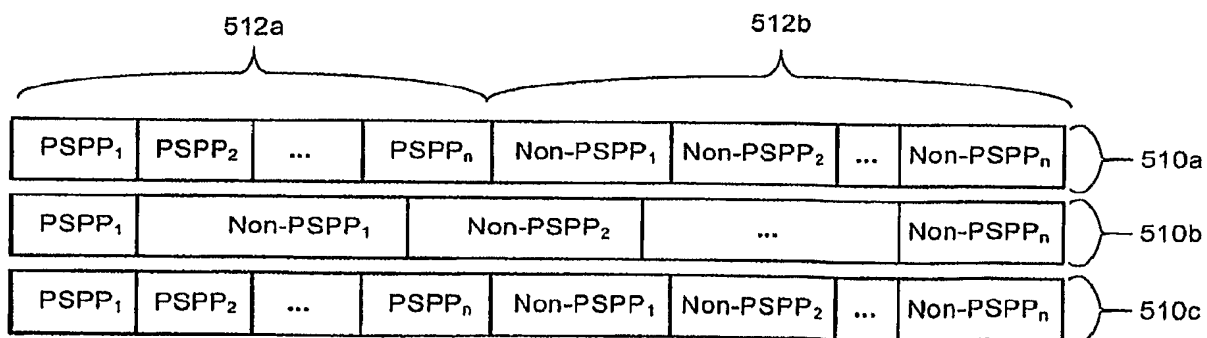 512a 512b
PSPP₁ PSPP₂ ... PSPPₙ Non-PSPP₁ Non-PSPP₂ ... Non-PSPPₙ 510a
PSPP₁ Non-PSPP₁ Non-PSPP₂ ... Non-PSPPₙ 510b
PSPP₁ PSPP₂ ... PSPPₙ Non-PSPP₁ Non-PSPP₂ ... Non-PSPPₙ 510c